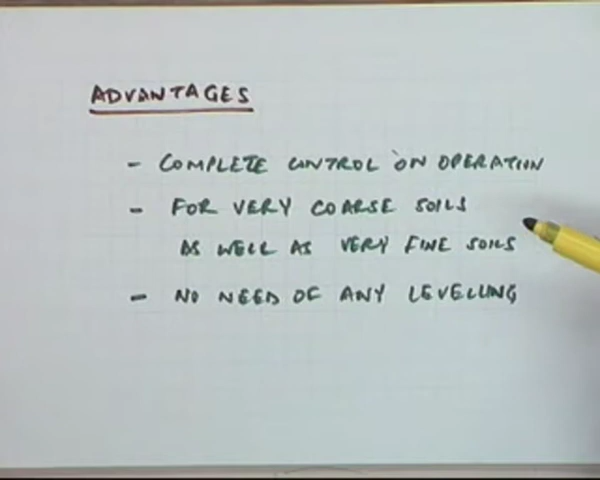 ADVANTAGES
- COMPLETE CONTROL ON OPERATION
- FOR VERY COARSE SOILS
AS WELL AS VERY FINE SOILS
- NO NEED OF ANY LEVELLING